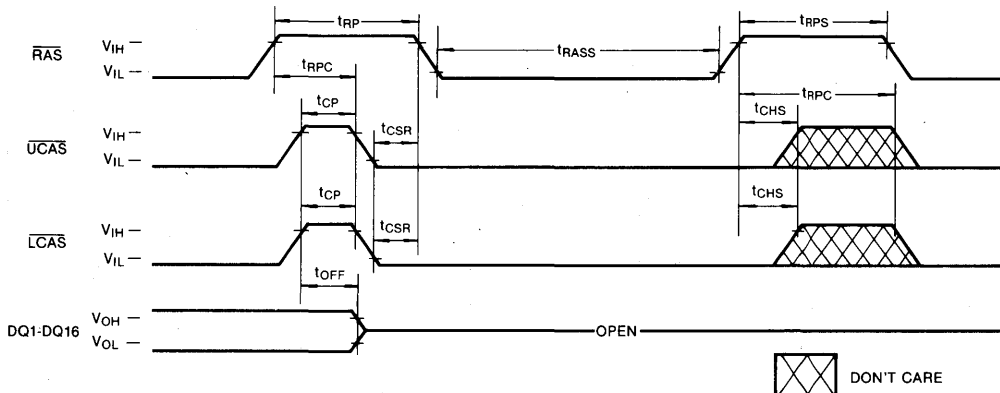 tRP
tRPS
RAS
VIH
VIL
tRASS
tRPC
tRPC
tCP
tCSR
tCHS
UCAS
VIH
VIL
tCP
tCSR
tCHS
LCAS
VIH
VIL
tOFF
DQ1-DQ16
VOH
VOL
OPEN
DON'T CARE